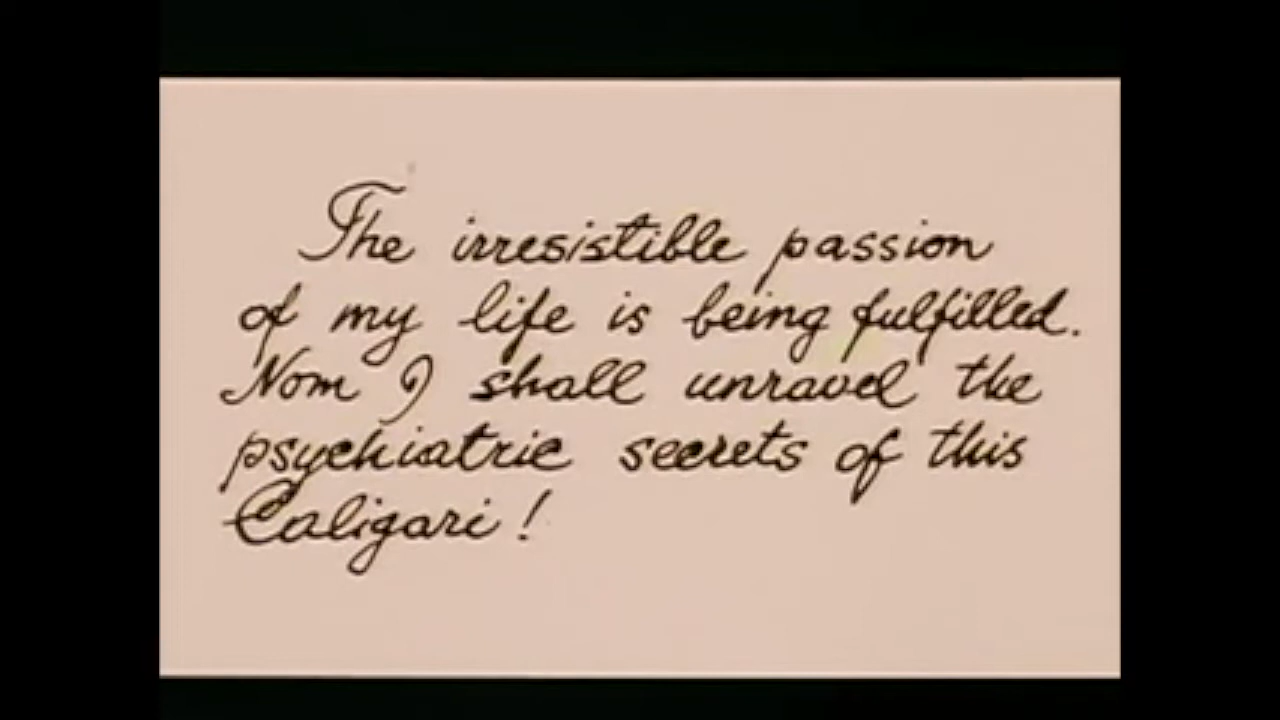 The irresistible passion
of my life is being fulfilled.
Now I shall unravel the
psychiatric secrets of this
Caligari!